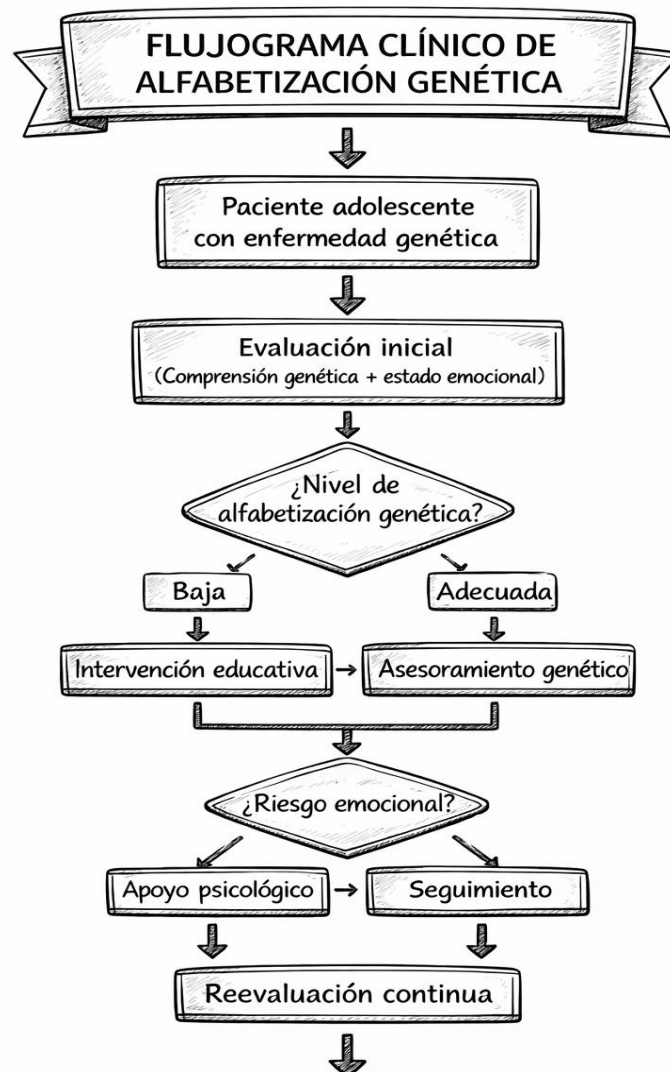 FLUJOGRAMA CLÍNICO DE
ALFABETIZACIÓN GENÉTICA
Paciente adolescente
con enfermedad genética
Evaluación inicial
(Comprensión genética + estado emocional)
¿Nivel de
alfabetización genética?
Baja
Adecuada
Intervención educativa
Asesoramiento genético
¿Riesgo emocional?
Apoyo psicológico
Seguimiento
Reevaluación continua